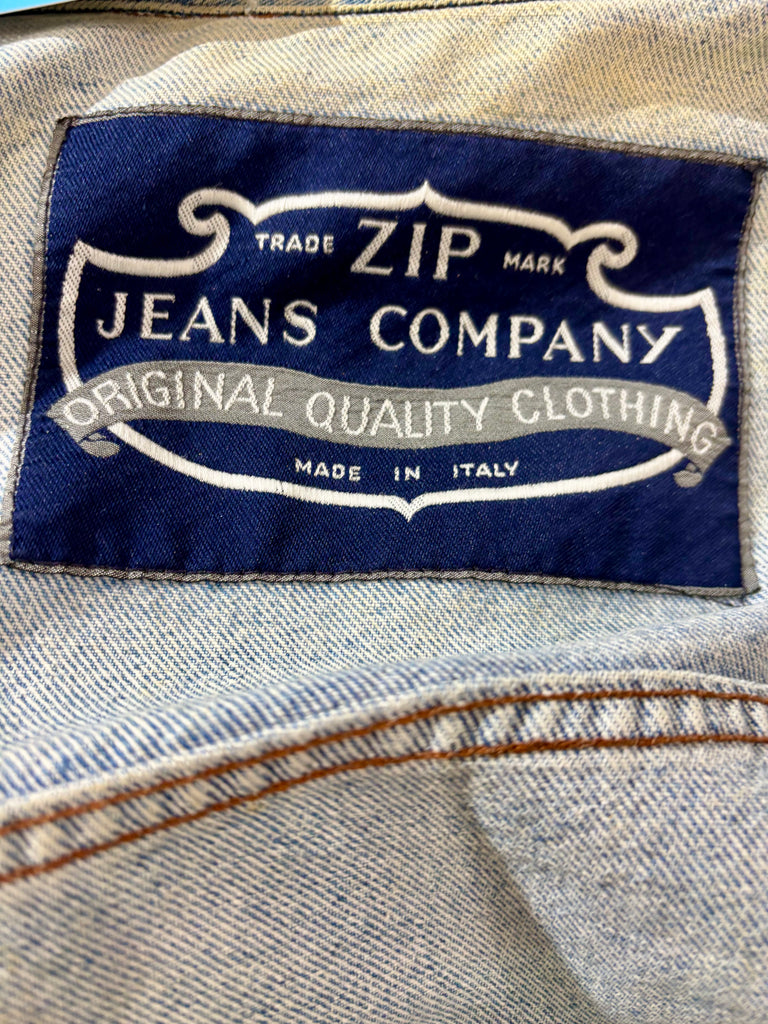 TRADE ZIP MARK
JEANS COMPANY
ORIGINAL QUALITY CLOTHING
MADE IN ITALY